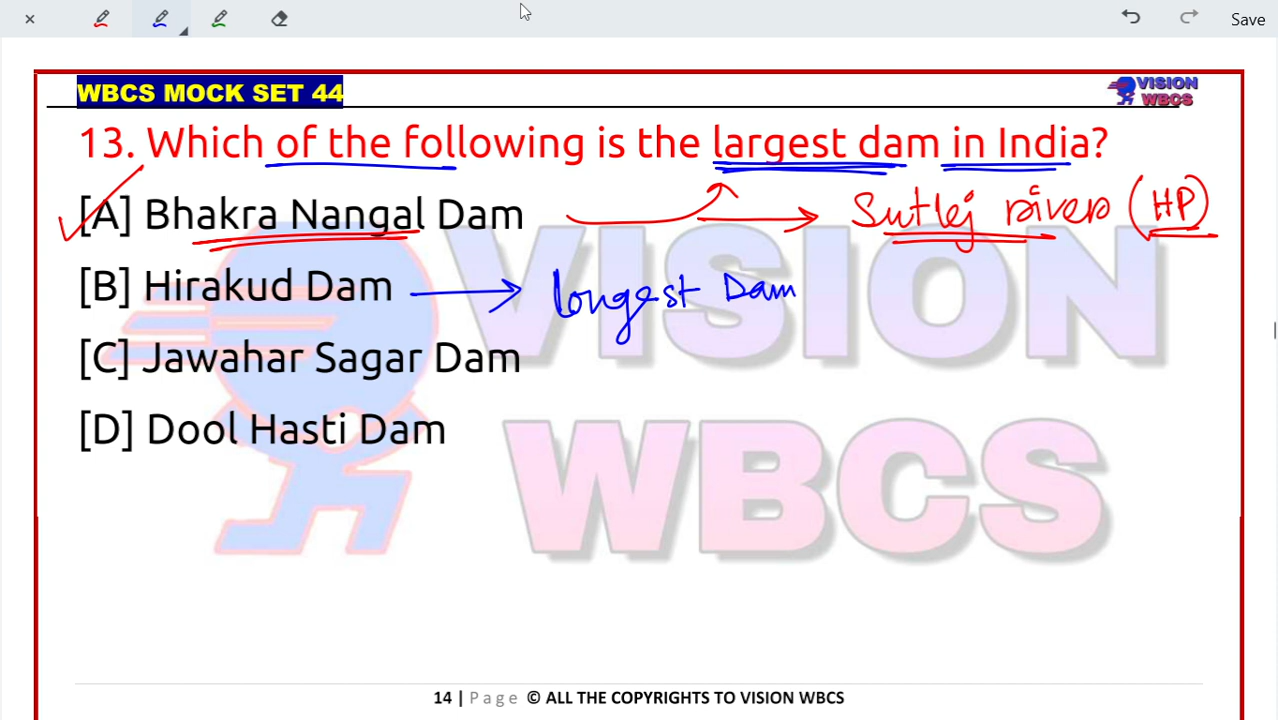 Save
WBCS MOCK SET 44
VISION
WBCS
13. Which of the following is the largest dam in India?
[A] Bhakra Nangal Dam Sutlej river (HP)
[B] Hirakud Dam longest Dam
[C] Jawahar Sagar Dam
[D] Dool Hasti Dam
VISION
WBCS
14 | Page © ALL THE COPYRIGHTS TO VISION WBCS